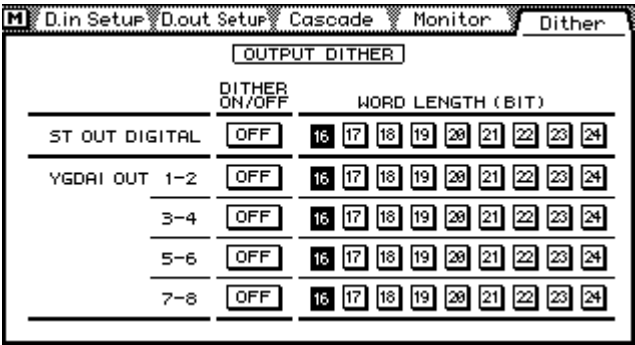 M D.in Setup D.out Setup Cascade Monitor Dither
OUTPUT DITHER
DITHER
ON/OFF WORD LENGTH (BIT)
ST OUT DIGITAL OFF 16 17 18 19 20 21 22 23 24
YGDAI OUT 1-2 OFF 16 17 18 19 20 21 22 23 24
3-4 OFF 16 17 18 19 20 21 22 23 24
5-6 OFF 16 17 18 19 20 21 22 23 24
7-8 OFF 16 17 18 19 20 21 22 23 24